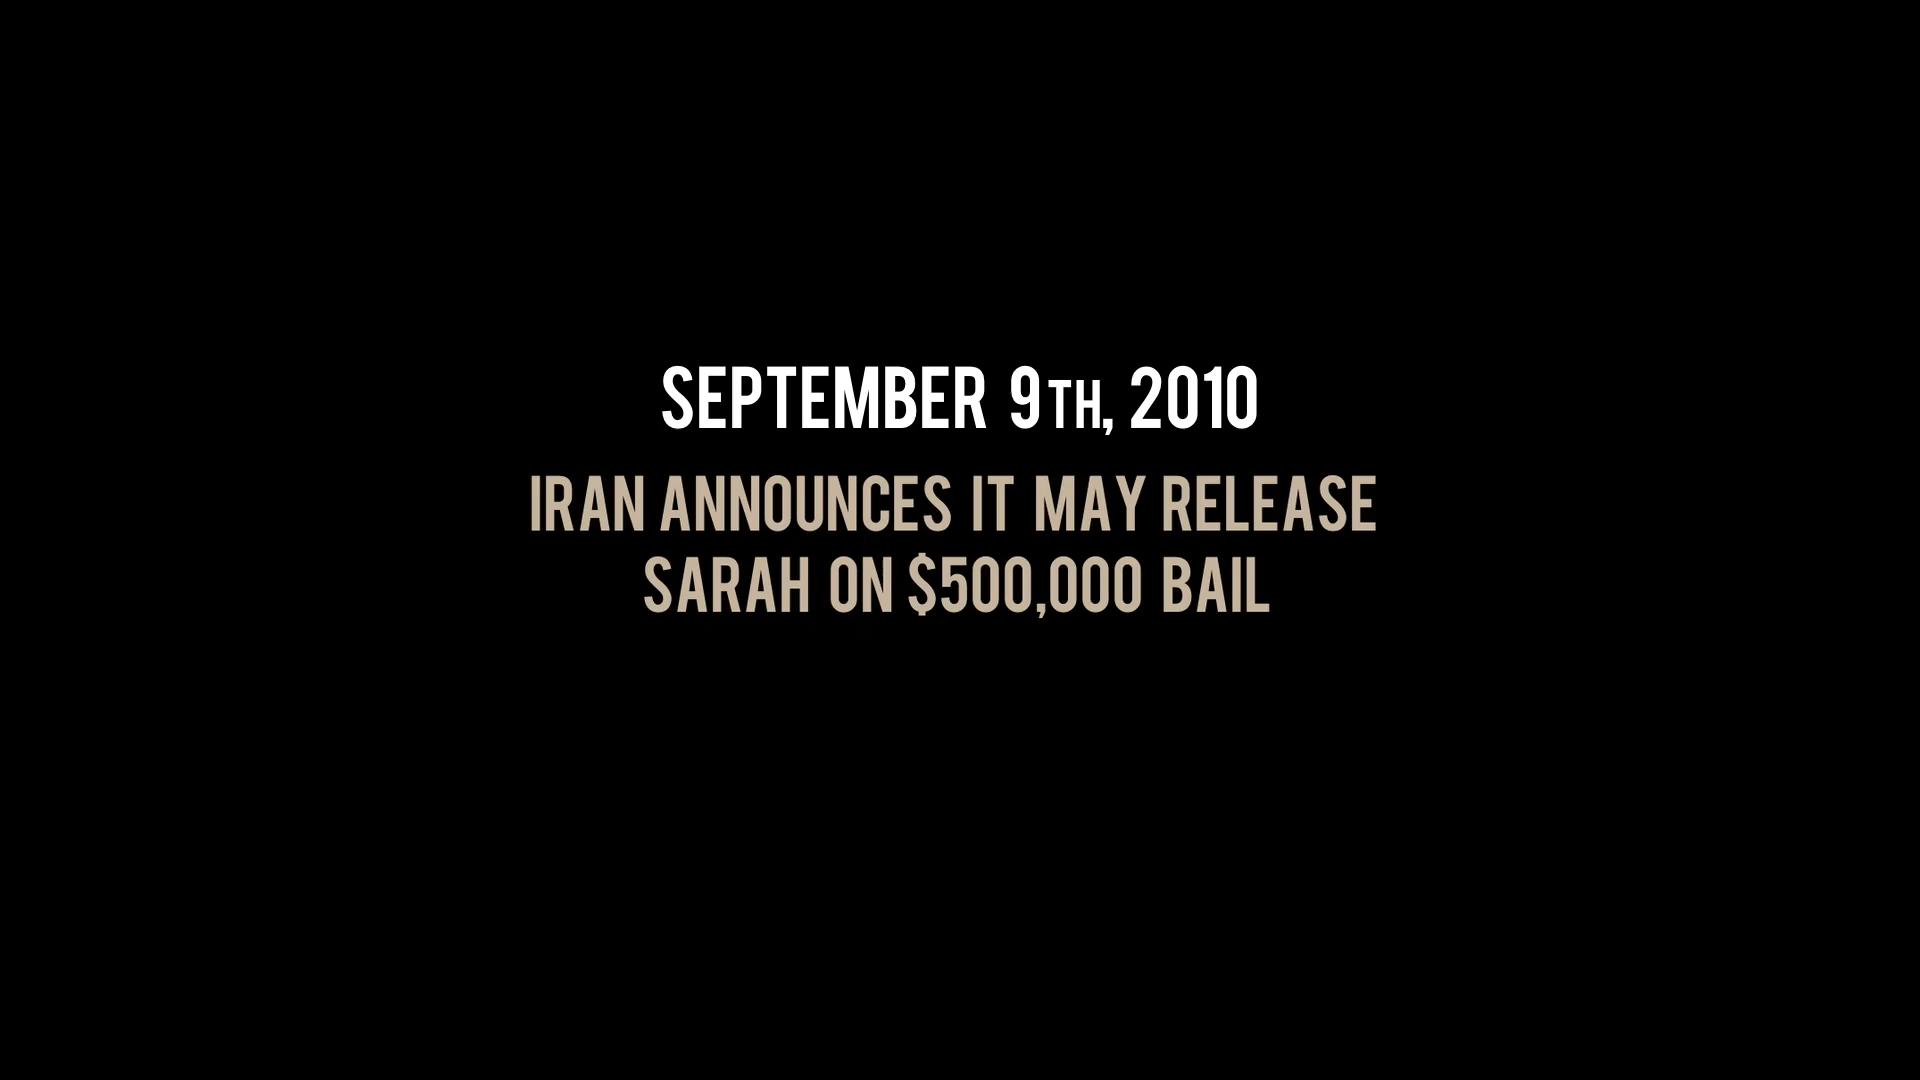 SEPTEMBER 9TH, 2010
IRAN ANNOUNCES IT MAY RELEASE
SARAH ON $500,000 BAIL